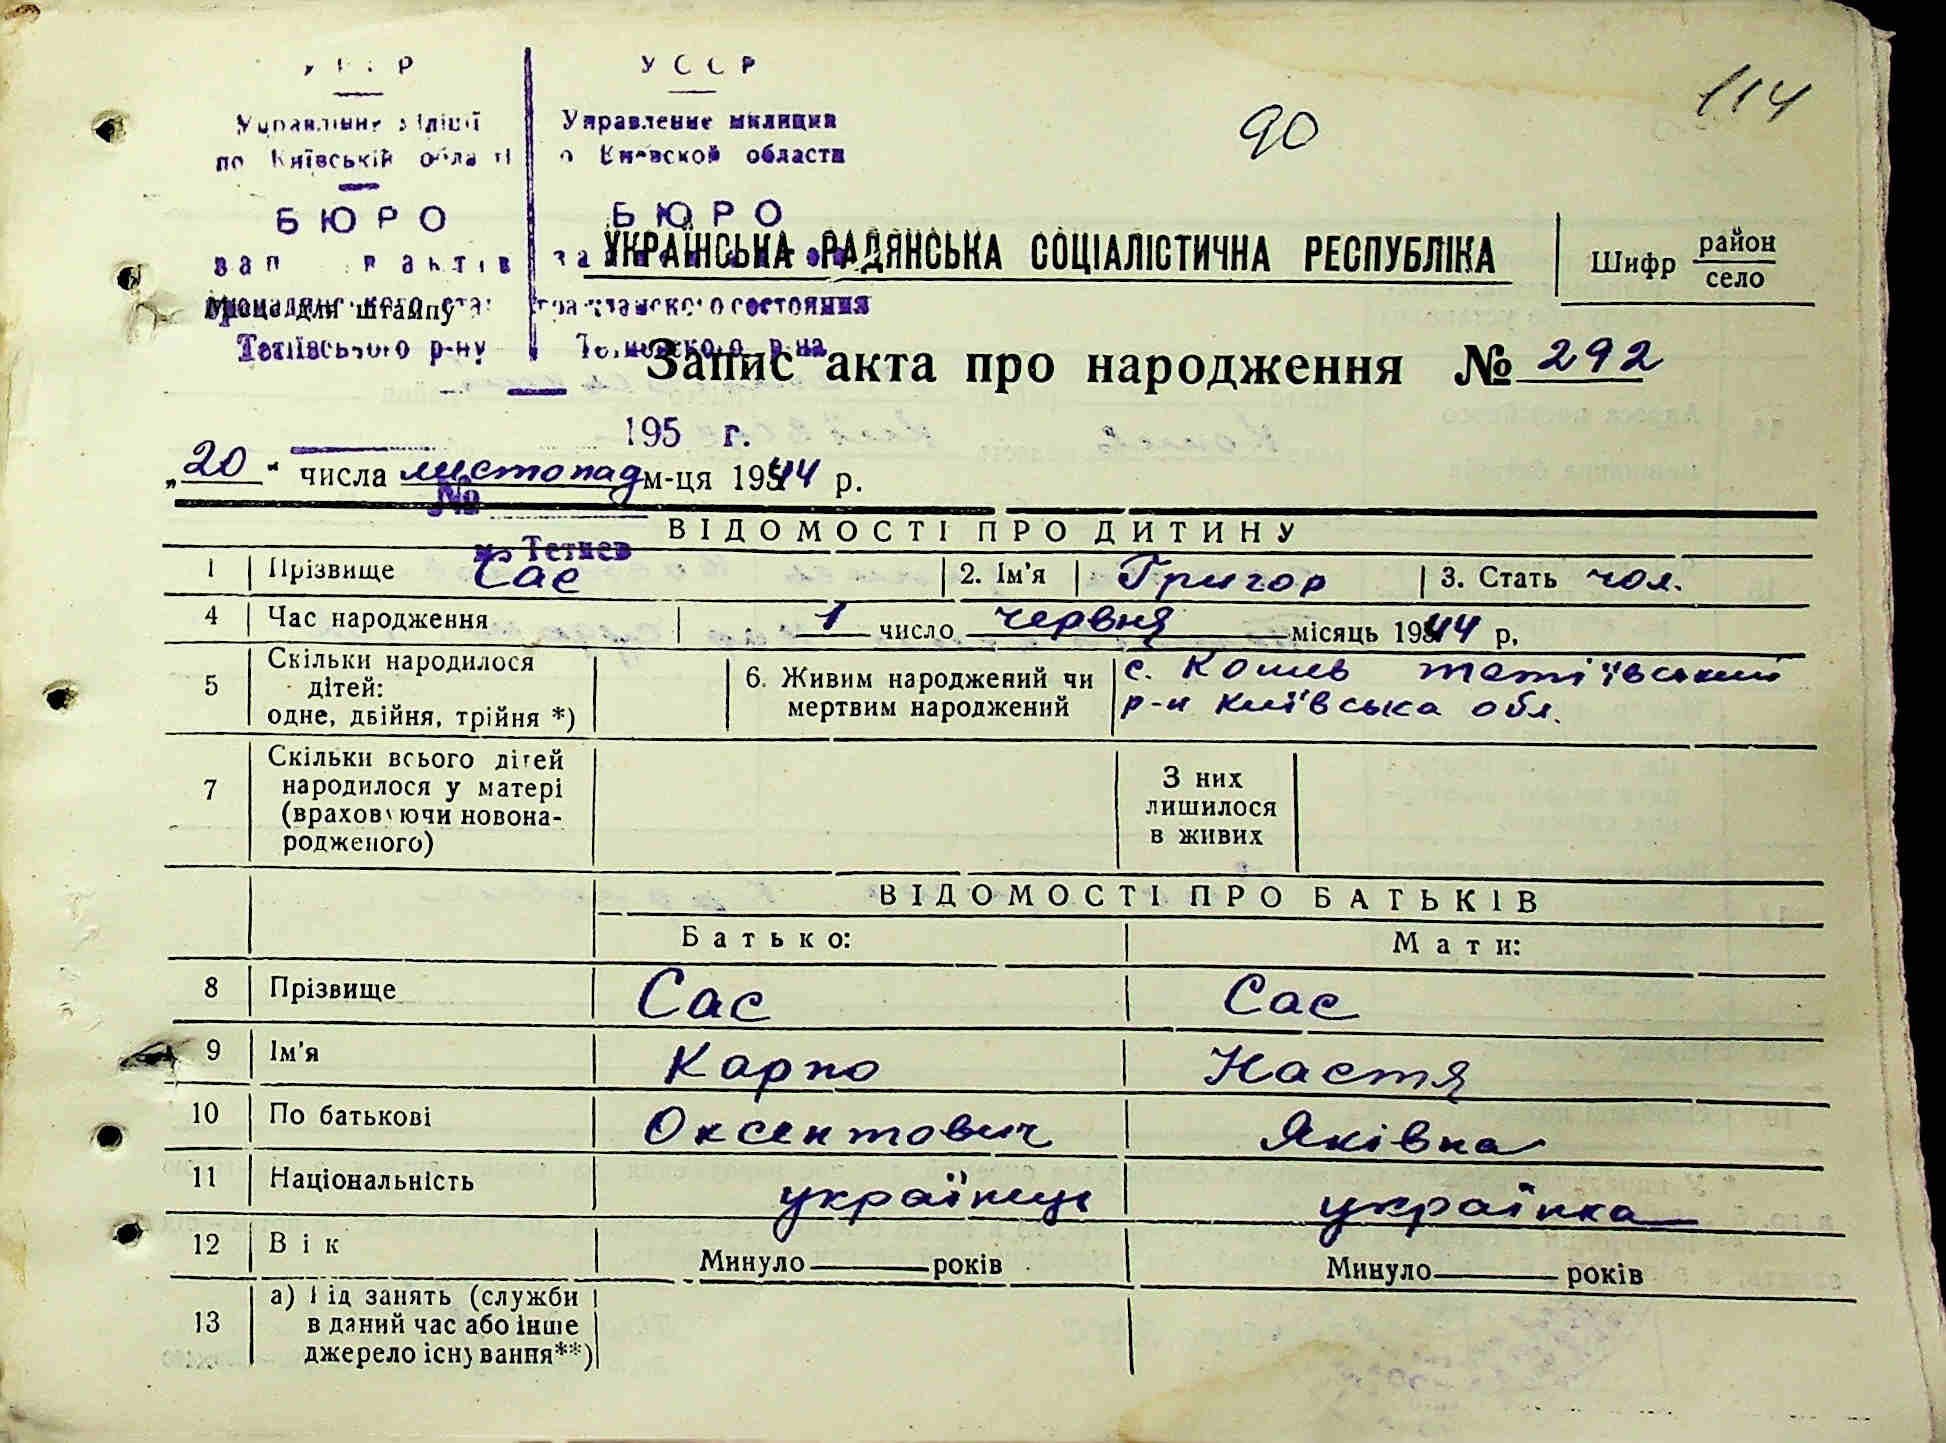 УССР
Управление милиции
по Київській області
о Киевской области
БЮРО
БЮРО
зап актів
гражданского состояния
Місце для штампу
Тетіївського р-ну
Тетиевского р-на
90
114
УКРАЇНСЬКА РАДЯНСЬКА СОЦІАЛІСТИЧНА РЕСПУБЛІКА
Шифр район
село
Запис акта про народження № 292
195 г.
„20“ числа листопад м-ця 1944 р.
№
м. Тетиев
ВІДОМОСТІ ПРО ДИТИНУ
1 Прізвище Сас 2. Ім'я Григор 3. Стать чол.
4 Час народження 1 число червня місяць 1944 р.
5 Скільки народилося дітей: одне, двійня, трійня *) 6. Живим народжений чи мертвим народжений с. Кошів Тетіївський
р-н Київська обл.
7 Скільки всього дітей народилося у матері (враховуючи новонародженого) З них лишилося в живих
ВІДОМОСТІ ПРО БАТЬКІВ
Батько: Мати:
8 Прізвище Сас Сас
9 Ім'я Карпо Настя
10 По батькові Оксентович Яківна
11 Національність українець українка
12 Вік Минуло років Минуло років
13 а) Рід занять (служби
в даний час або інше
джерело існування**)